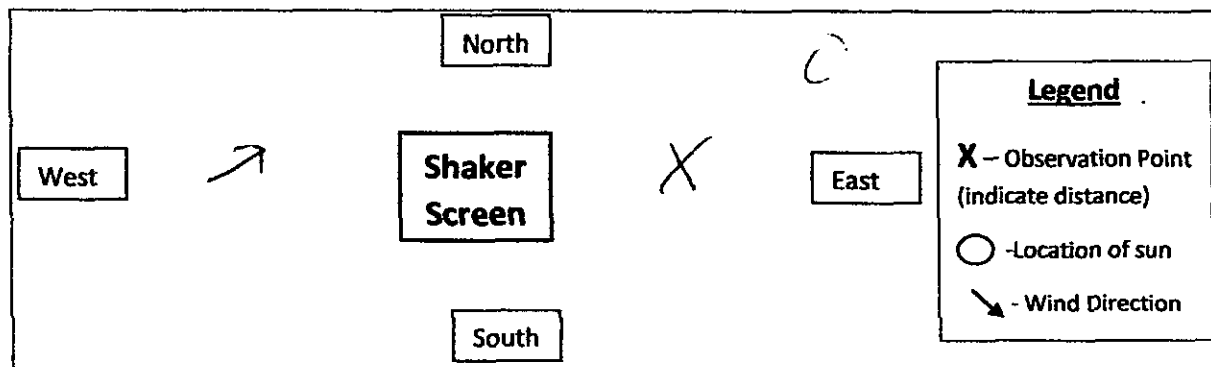 North
West
Shaker
Screen
X
East
South
Legend
X – Observation Point
(indicate distance)
-Location of sun
- Wind Direction